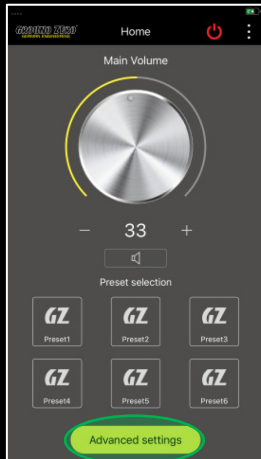 GROUND ZERO
Home
Main Volume
33
Preset selection
GZ GZ GZ
Preset1 Preset2 Preset3
GZ GZ GZ
Preset4 Preset5 Preset6
Advanced settings